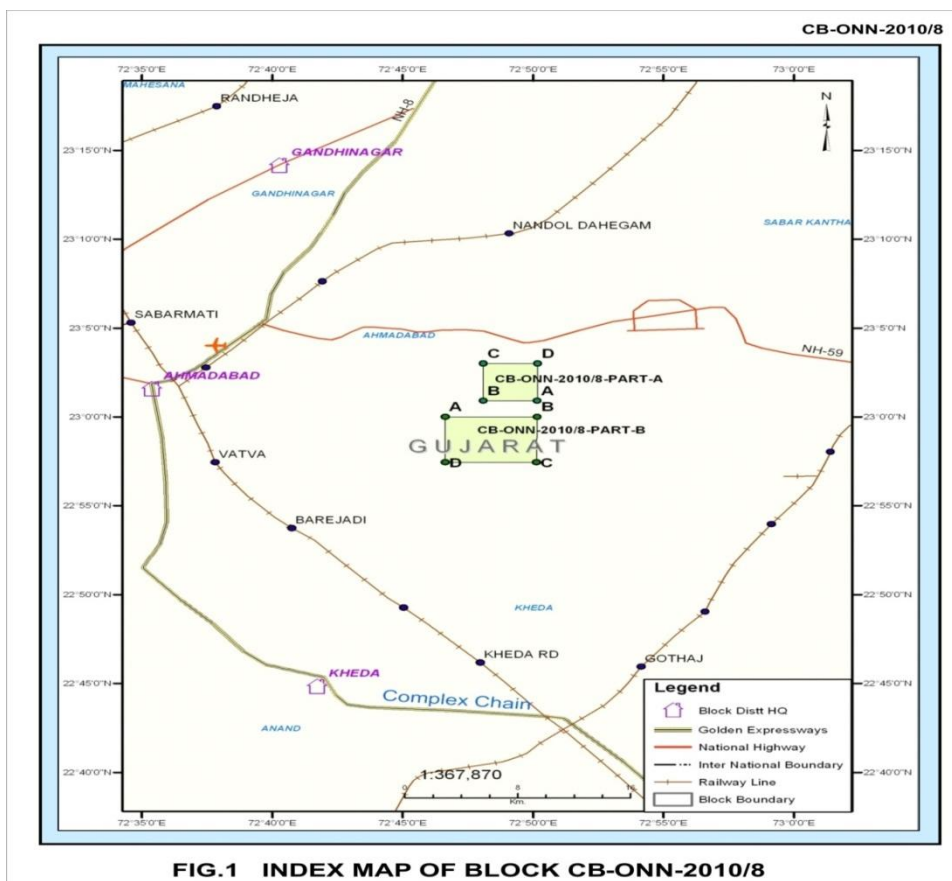 CB-ONN-2010/8
72°35'0"E 72°40'0"E 72°45'0"E 72°50'0"E 72°55'0"E 73°0'0"E
MAHESANA
RANDHEJA
NH-8
N
23°15'0"N GANDHINAGAR 23°15'0"N
GANDHINAGAR
SABAR KANTHA
NANDOL DAHEGAM
23°10'0"N 23°10'0"N
SABARMATI
23°5'0"N AHMADABAD 23°5'0"N
NH-59
C D
AHMADABAD CB-ONN-2010/8-PART-A
B A
A B
23°0'0"N 23°0'0"N
CB-ONN-2010/8-PART-B
GUJARAT
VATVA
D C
22°55'0"N 22°55'0"N
BAREJADI
22°50'0"N KHEDA 22°50'0"N
KHEDA RD
GOTHAJ
22°45'0"N KHEDA 22°45'0"N
Complex Chain
ANAND
22°40'0"N 22°40'0"N
1:367,870
0 8 16
Km.
Legend
Block Distt HQ
Golden Expressways
National Highway
Inter National Boundary
Railway Line
Block Boundary
72°35'0"E 72°40'0"E 72°45'0"E 72°50'0"E 72°55'0"E 73°0'0"E
FIG.1 INDEX MAP OF BLOCK CB-ONN-2010/8